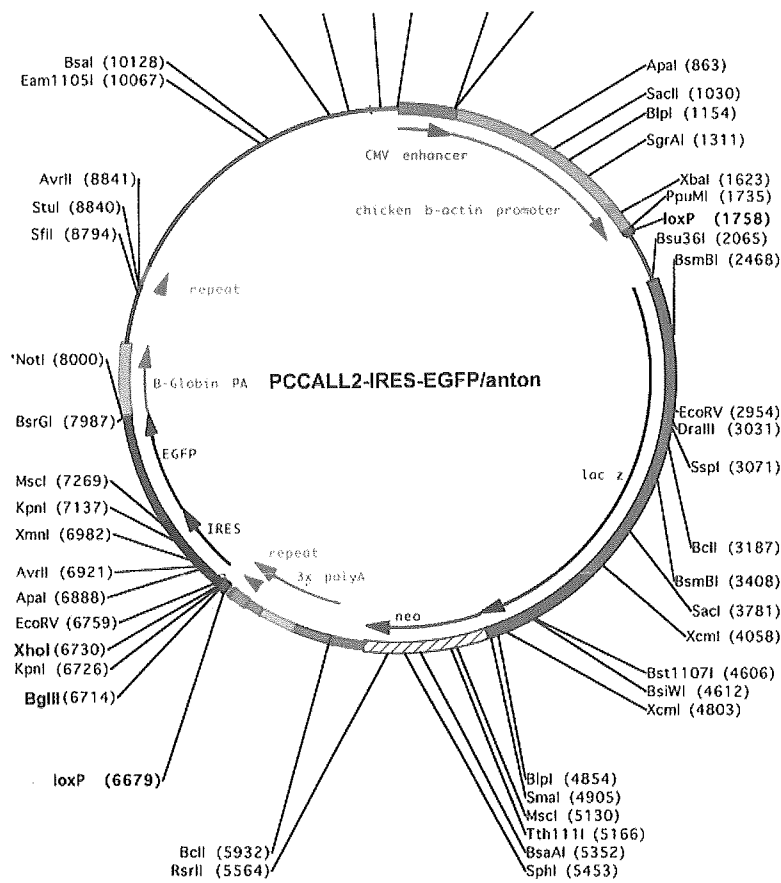 BsaI (10128)
Eam1105I (10067)
AvrII (8841)
StuI (8840)
SfiI (8794)
'NotI (8000)
BsrGI (7987)
MscI (7269)
KpnI (7137)
XmnI (6982)
AvrII (6921)
ApaI (6888)
EcoRV (6759)
XhoI (6730)
KpnI (6726)
BglII (6714)
loxP (6679)
BclI (5932)
RsrII (5564)
ApaI (863)
SacII (1030)
BlpI (1154)
SgrAI (1311)
XbaI (1623)
PpuMI (1735)
loxP (1758)
Bsu36I (2065)
BsmBI (2468)
EcoRV (2954)
DraIII (3031)
SspI (3071)
BclI (3187)
BsmBI (3408)
SacI (3781)
XcmI (4058)
Bst1107I (4606)
BsiWI (4612)
XcmI (4803)
BlpI (4854)
SmaI (4905)
MscI (5130)
Tth111I (5166)
BsaAI (5352)
SphI (5453)
CMV enhancer
chicken b-actin promoter
repeat
B-Globin PA
PCCALL2-IRES-EGFP/anton
EGFP
lac z
IRES
repeat
3x polyA
neo